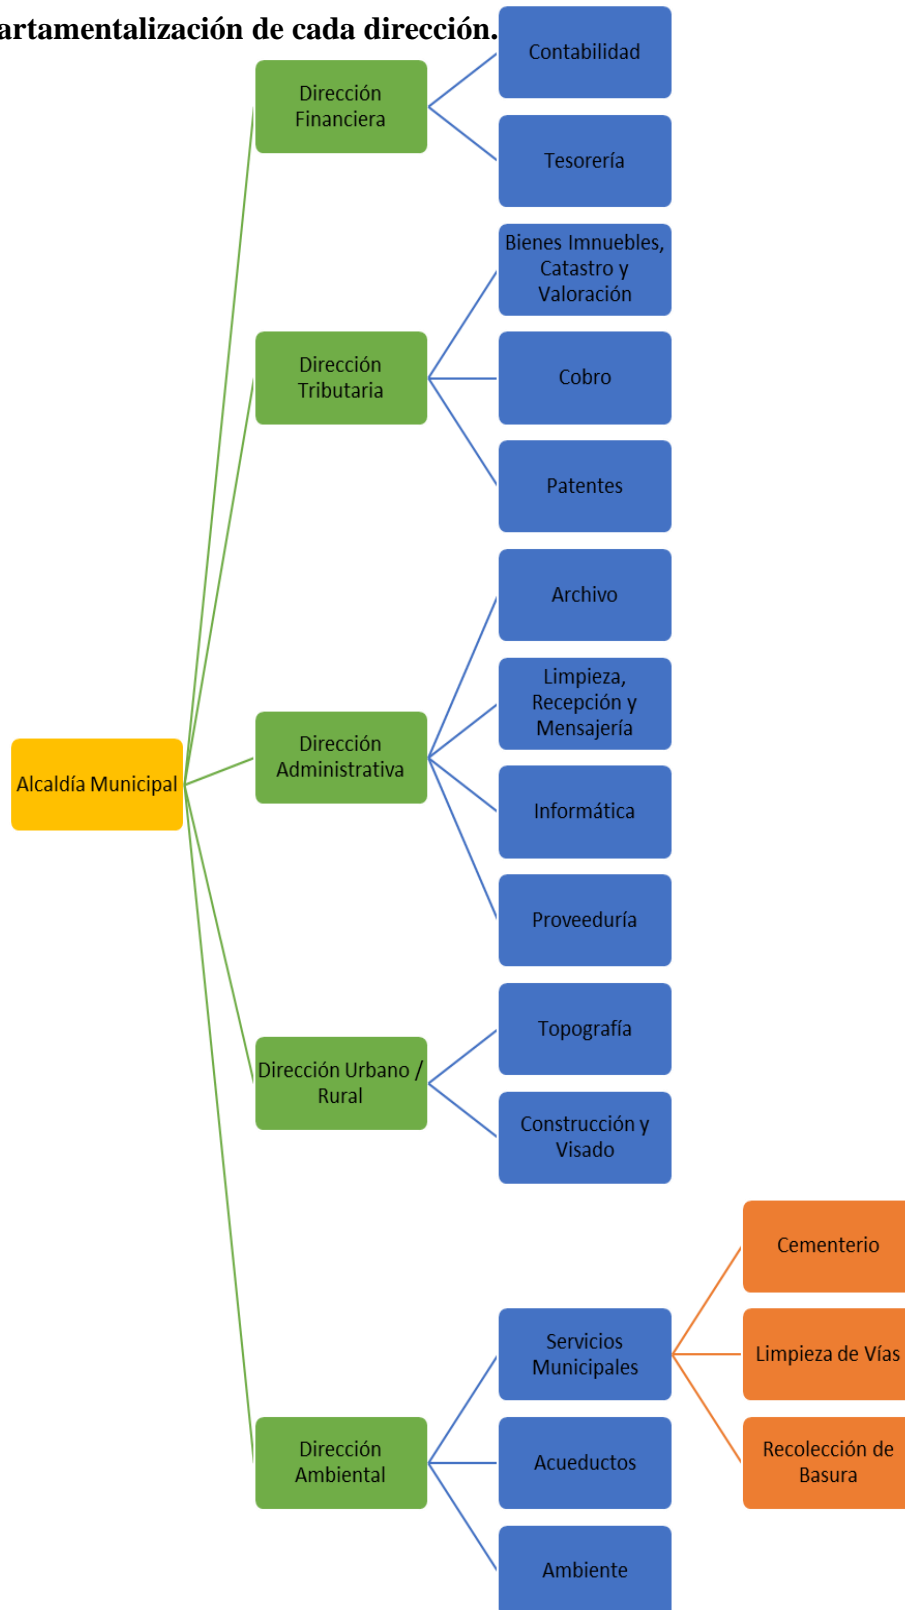 artamentalización de cada dirección.
Contabilidad
Dirección
Financiera
Tesorería
Bienes Imnuebles,
Catastro y
Valoración
Dirección
Tributaria
Cobro
Patentes
Archivo
Limpieza,
Recepción y
Mensajería
Dirección
Administrativa
Alcaldía Municipal
Informática
Proveeduría
Topografía
Dirección Urbano /
Rural
Construcción y
Visado
Cementerio
Servicios
Municipales
Limpieza de Vías
Dirección
Ambiental
Acueductos
Recolección de
Basura
Ambiente